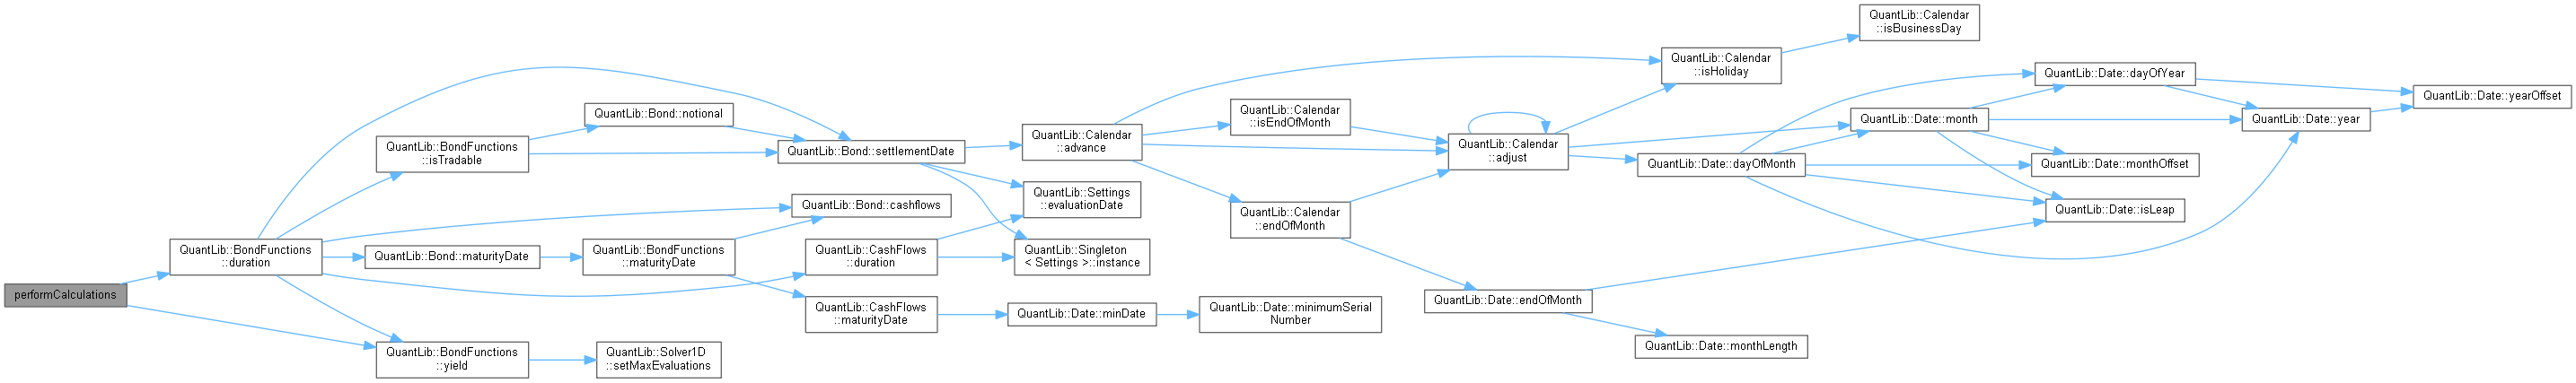 performCalculations
QuantLib::BondFunctions
::duration
QuantLib::BondFunctions
::isTradable
QuantLib::Bond::notional
QuantLib::Bond::settlementDate
QuantLib::Bond::cashflows
QuantLib::Bond::maturityDate
QuantLib::BondFunctions
::maturityDate
QuantLib::CashFlows
::duration
QuantLib::CashFlows
::maturityDate
QuantLib::BondFunctions
::yield
QuantLib::Solver1D
::setMaxEvaluations
QuantLib::Calendar
::advance
QuantLib::Settings
::evaluationDate
QuantLib::Singleton
< Settings >::instance
QuantLib::Date::minDate
QuantLib::Date::minimumSerial
Number
QuantLib::Calendar
::isEndOfMonth
QuantLib::Calendar
::endOfMonth
QuantLib::Calendar
::adjust
QuantLib::Date::endOfMonth
QuantLib::Calendar
::isHoliday
QuantLib::Calendar
::isBusinessDay
QuantLib::Date::dayOfMonth
QuantLib::Date::monthLength
QuantLib::Date::month
QuantLib::Date::dayOfYear
QuantLib::Date::monthOffset
QuantLib::Date::isLeap
QuantLib::Date::year
QuantLib::Date::yearOffset